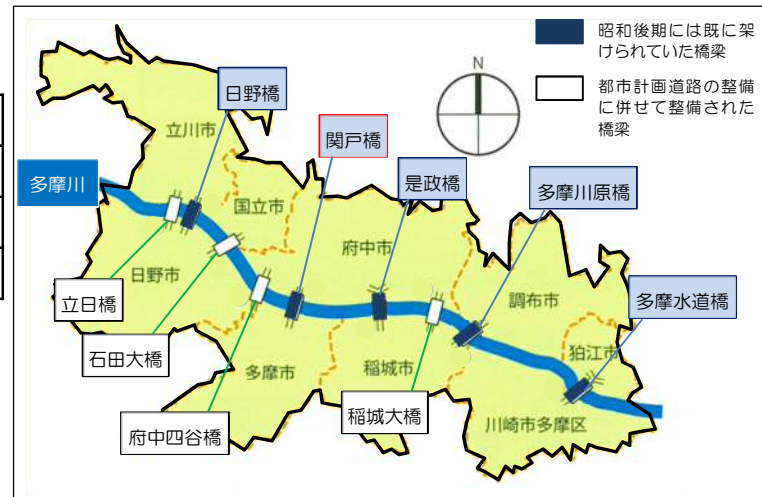 昭和後期には既に架
けられていた橋梁
都市計画道路の整備
に併せて整備された
橋梁
N
日野橋
立川市
関戸橋
是政橋
多摩川原橋
多摩川
国立市
府中市
日野市
調布市
多摩水道橋
立日橋
石田大橋
狛江市
多摩市
稲城市
府中四谷橋
稲城大橋
川崎市多摩区